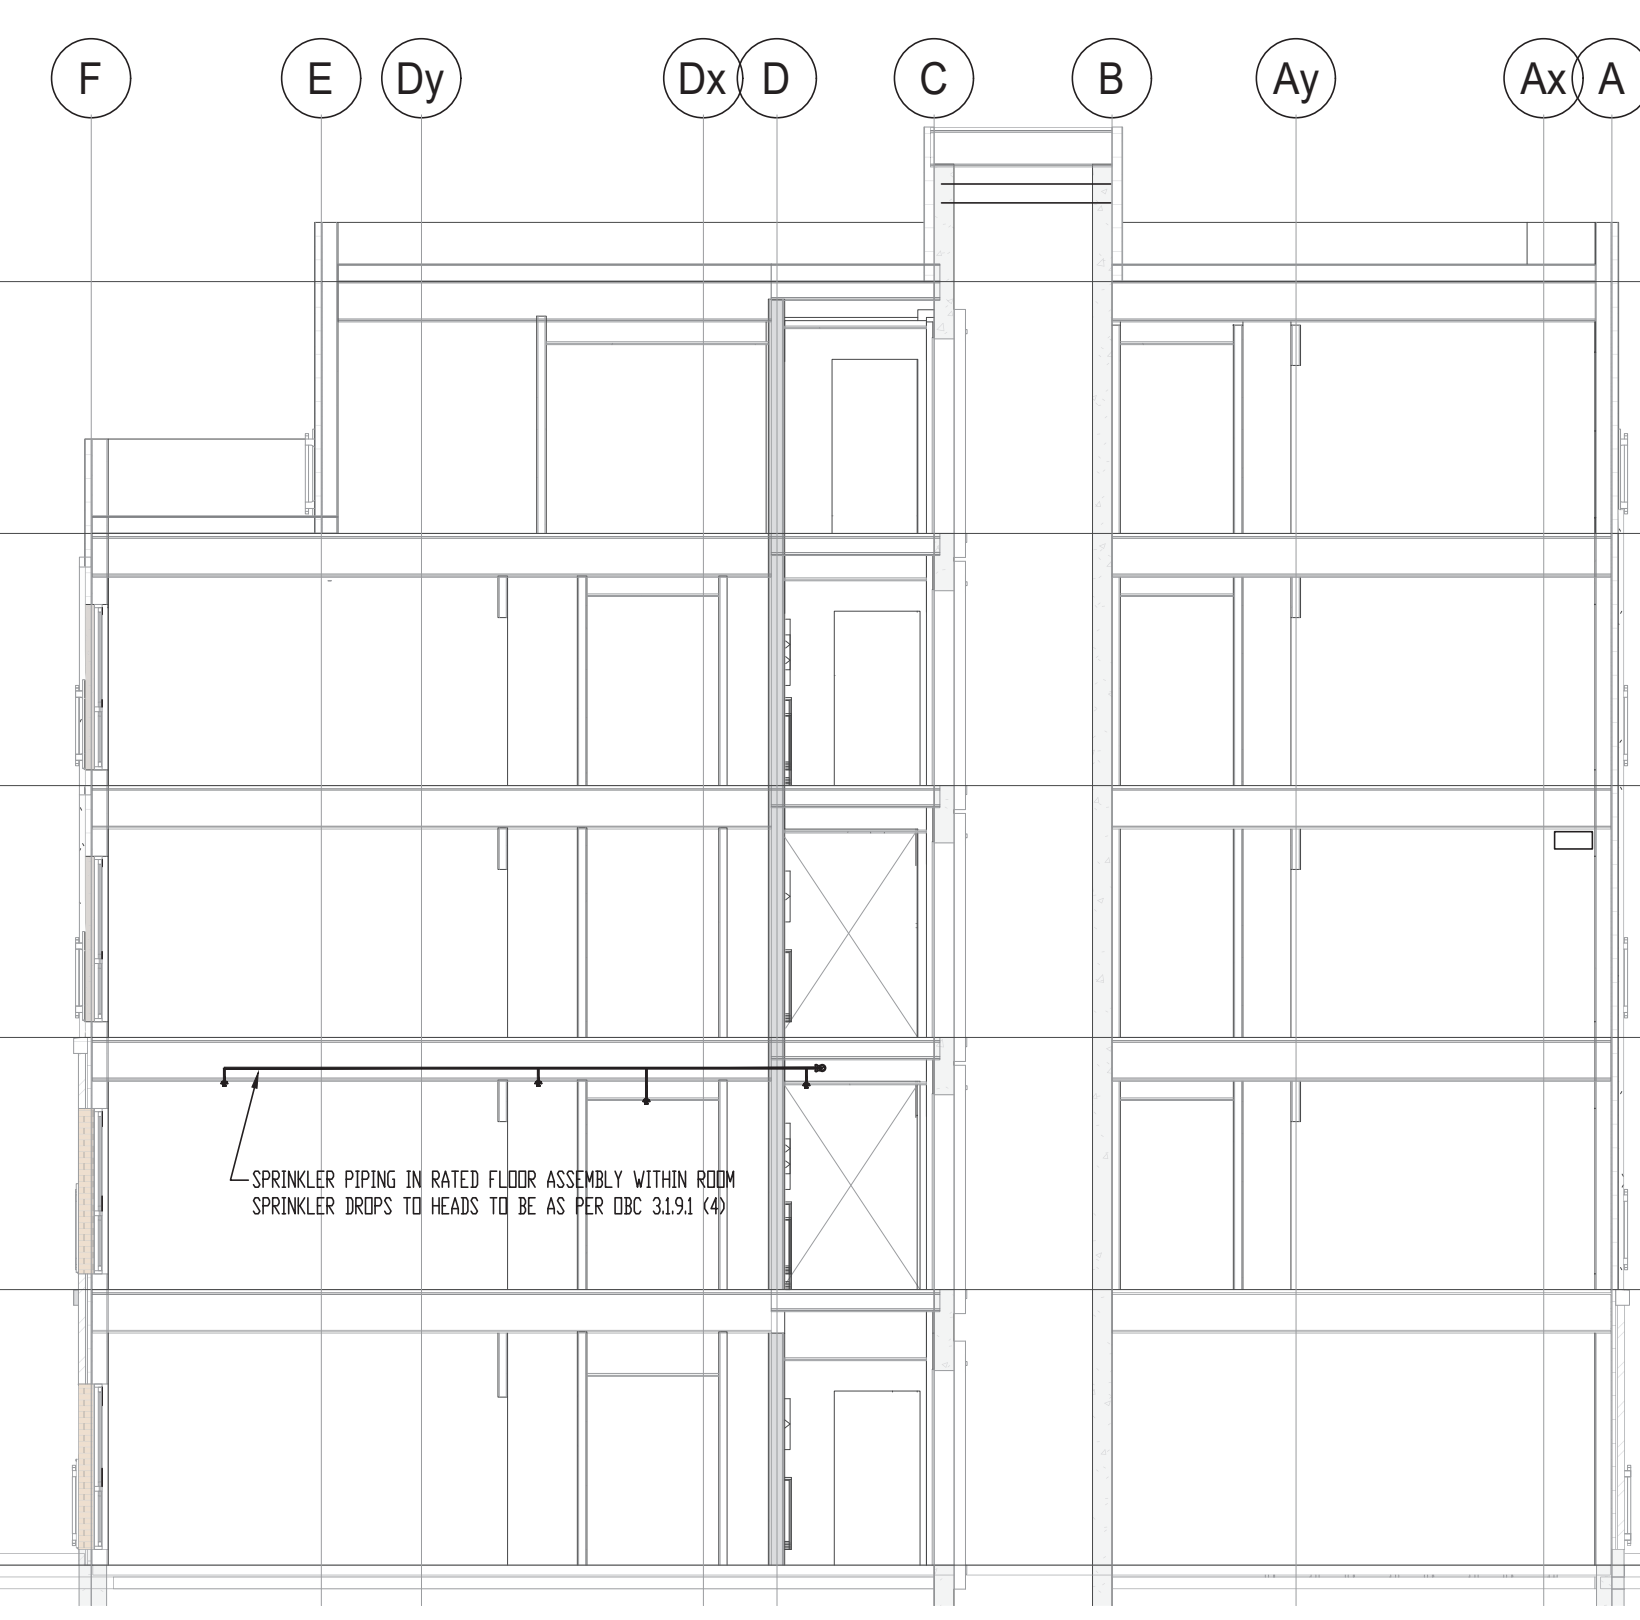 F E Dy Dx D C B Ay Ax A
SPRINKLER PIPING IN RATED FLOOR ASSEMBLY WITHIN ROOM
SPRINKLER DROPS TO HEADS TO BE AS PER OBC 3.1.9.1 (4)